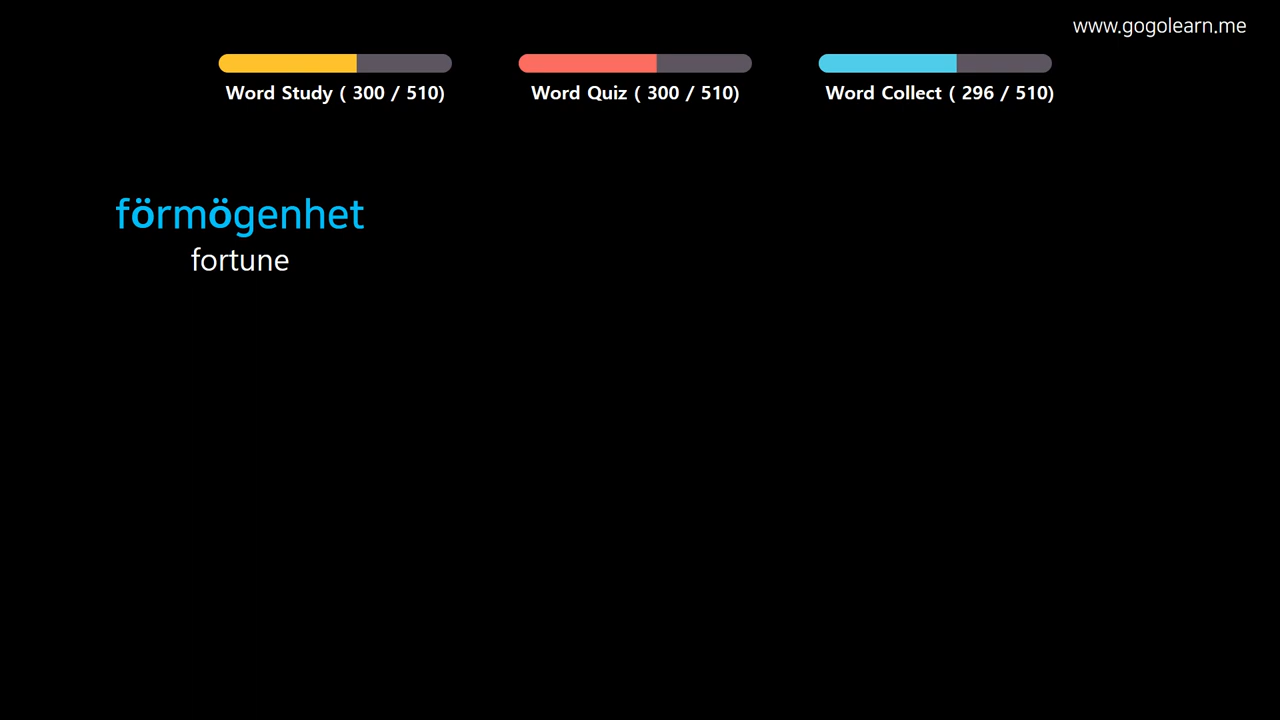 www.gogolearn.me
Word Study ( 300 / 510)
Word Quiz ( 300 / 510)
Word Collect ( 296 / 510)
förmögenhet
fortune